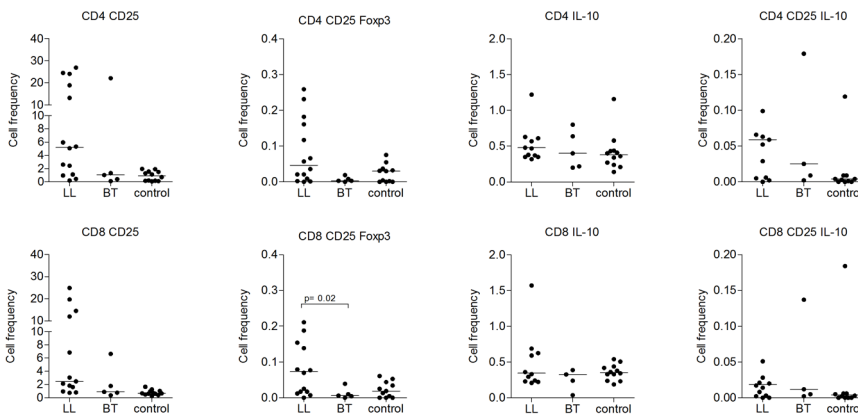 CD4 CD25
Cell frequency
40
30
20
10
10
8
6
4
2
0
LL BT control
CD4 CD25 Foxp3
Cell frequency
0.4
0.3
0.2
0.1
0.0
LL BT control
CD4 IL-10
Cell frequency
2.0
1.5
1.0
0.5
0.0
LL BT control
CD4 CD25 IL-10
Cell frequency
0.20
0.15
0.10
0.05
0.00
LL BT control
CD8 CD25
Cell frequency
40
30
20
10
10
8
6
4
2
0
LL BT control
CD8 CD25 Foxp3
Cell frequency
0.4
0.3
0.2
0.1
0.0
p= 0.02
LL BT control
CD8 IL-10
Cell frequency
2.0
1.5
1.0
0.5
0.0
LL BT control
CD8 CD25 IL-10
Cell frequency
0.20
0.15
0.10
0.05
0.00
LL BT control